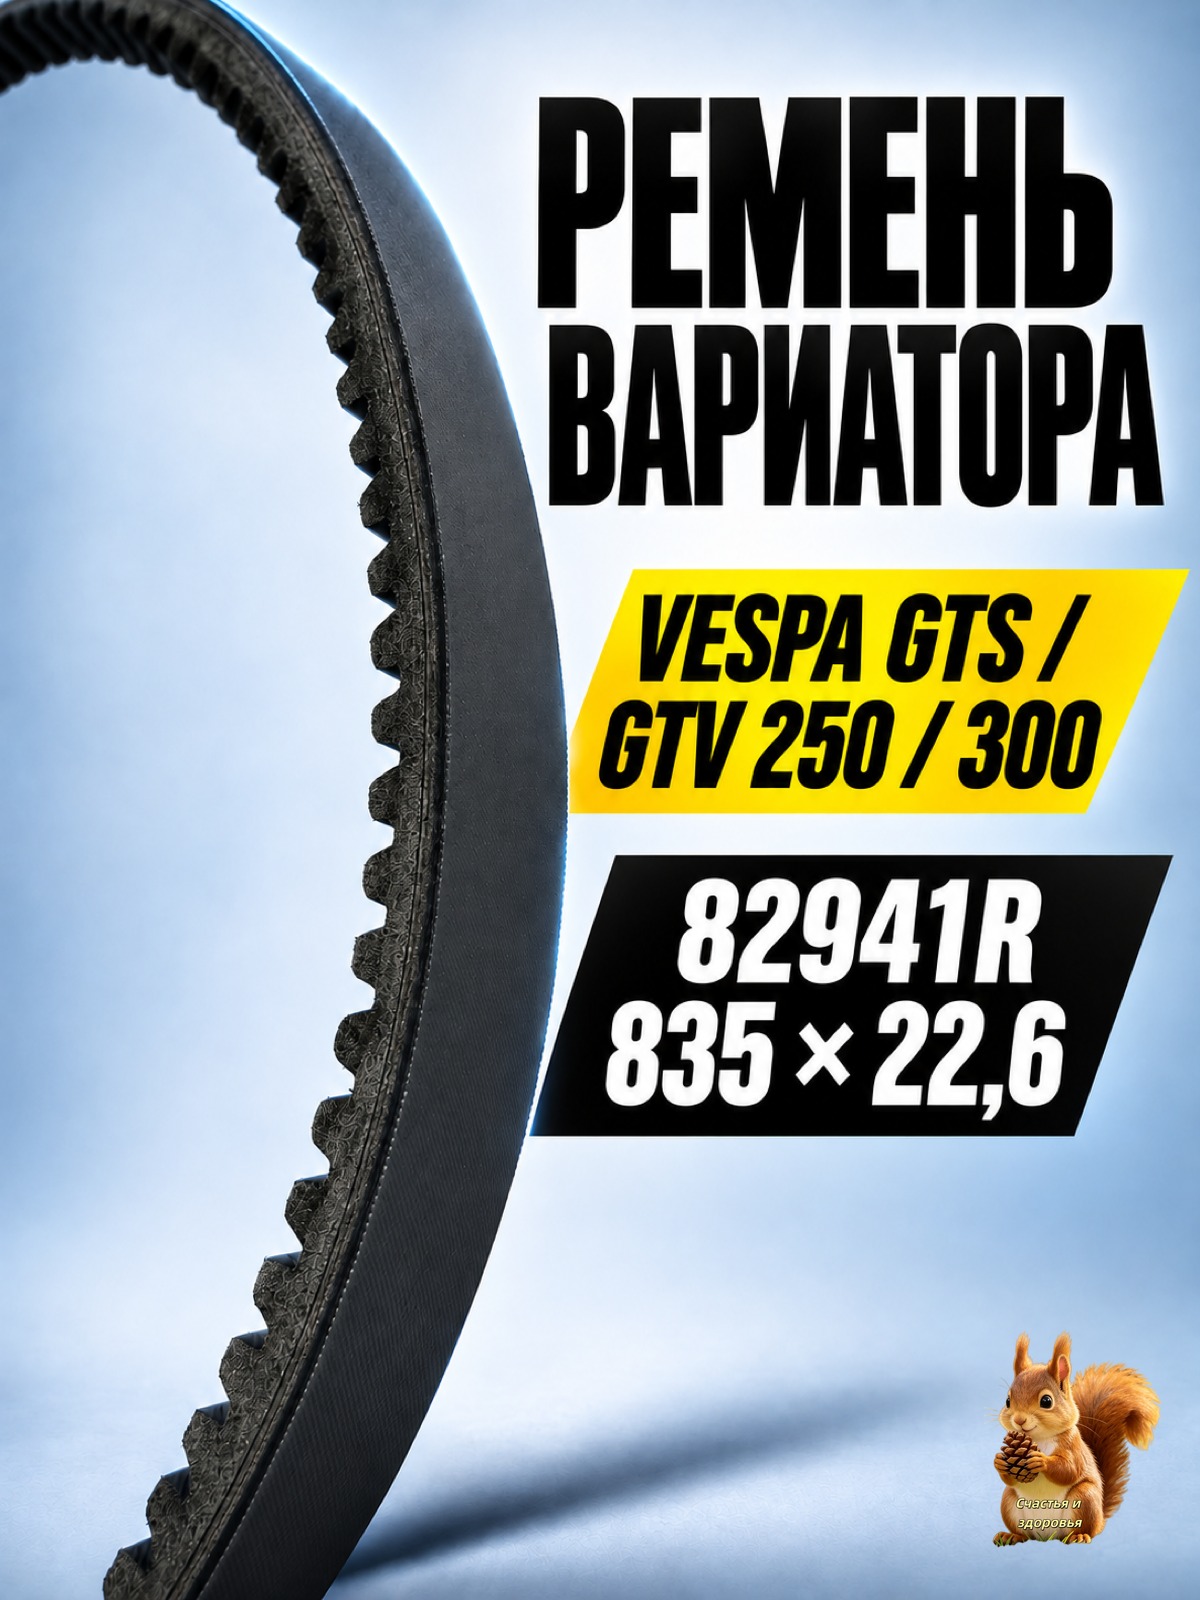 РЕМЕНЬ
ВАРИАТОРА
VESPA GTS /
GTV 250 / 300
82941R
835 × 22,6
Счастья и
здоровья